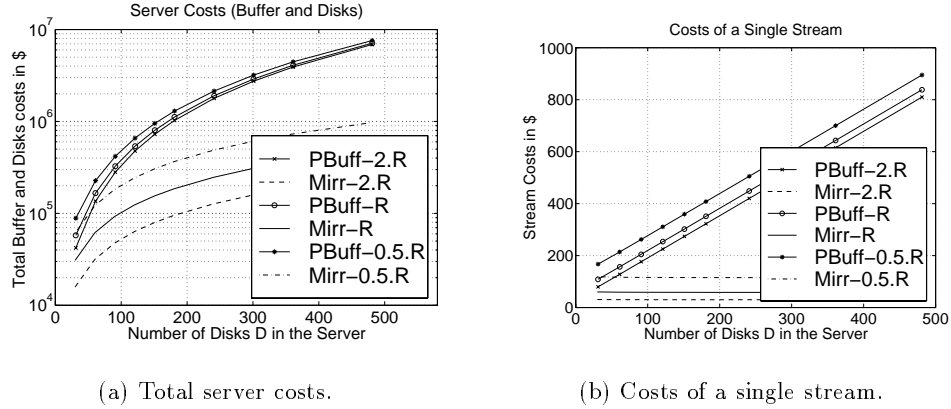 Server Costs (Buffer and Disks)
10^7
10^6
10^5
10^4
Total Buffer and Disks costs in $
PBuff-2.R
Mirr-2.R
PBuff-R
Mirr-R
PBuff-0.5.R
Mirr-0.5.R
0 100 200 300 400 500
Number of Disks D in the Server
(a) Total server costs.
Costs of a Single Stream
1000
800
600
400
200
0
Stream Costs in $
PBuff-2.R
Mirr-2.R
PBuff-R
Mirr-R
PBuff-0.5.R
Mirr-0.5.R
0 100 200 300 400 500
Number of Disks D in the Server
(b) Costs of a single stream.